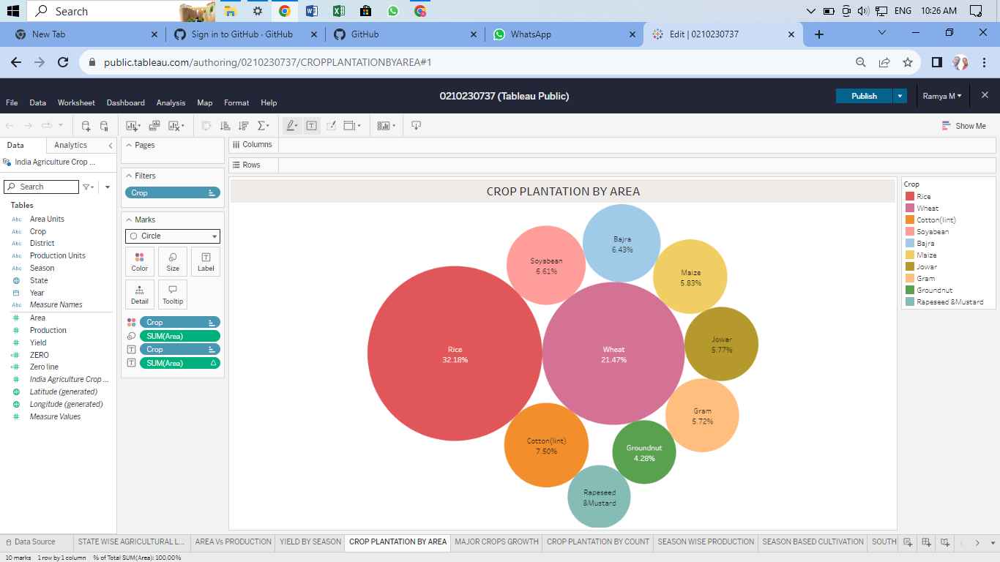 Search
ENG
10:26 AM
New Tab
Sign in to GitHub · GitHub
GitHub
WhatsApp
Edit | 0210230737
public.tableau.com/authoring/0210230737/CROPPLANTATIONBYAREA#1
0210230737 (Tableau Public)
File Data Worksheet Dashboard Analysis Map Format Help
Publish
Ramya M
Show Me
Data
Analytics
India Agriculture Crop ...
Search
Tables
Abc Area Units
Abc Crop
Abc District
Abc Production Units
Abc Season
State
Year
Abc Measure Names
Area
Production
Yield
ZERO
Zero line
India Agriculture Crop ...
Latitude (generated)
Longitude (generated)
Measure Values
Pages
Filters
Crop
Marks
Circle
Color Size Label
Detail Tooltip
Crop
SUM(Area)
Crop
SUM(Area)
Columns
Rows
CROP PLANTATION BY AREA
Bajra
6.43%
Soyabean
6.61%
Maize
5.83%
Rice
32.18%
Wheat
21.47%
Jowar
5.77%
Gram
5.72%
Cotton(lint)
7.50%
Groundnut
4.28%
Rapeseed
&Mustard
Crop
Rice
Wheat
Cotton(lint)
Soyabean
Bajra
Maize
Jowar
Gram
Groundnut
Rapeseed &Mustard
Data Source
STATE WISE AGRICULTURAL L...
AREA Vs PRODUCTION
YIELD BY SEASON
CROP PLANTATION BY AREA
MAJOR CROPS GROWTH
CROP PLANTATION BY COUNT
SEASON WISE PRODUCTION
SEASON BASED CULTIVATION
SOUTH
10 marks 1 row by 1 column % of Total SUM(Area): 100.00%